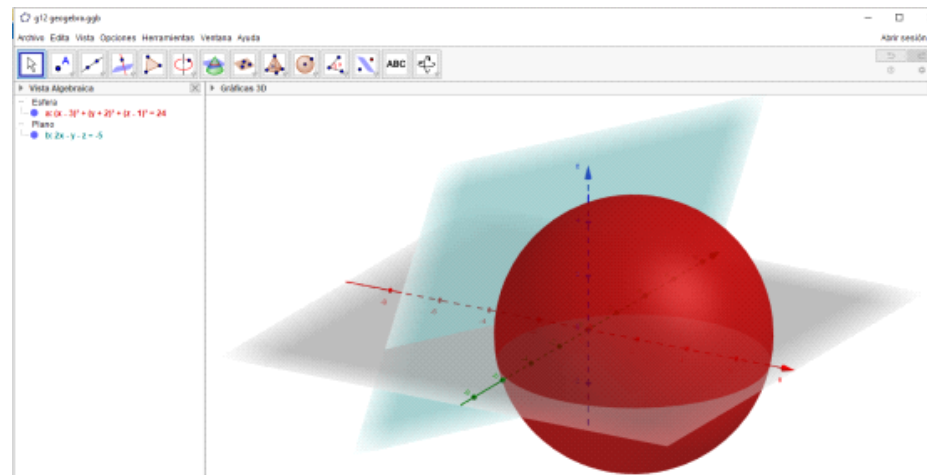 g12 geogebra.ggb
Archivo Edita Vista Opciones Herramientas Ventana Ayuda
Abrir sesión
ABC
Vista Algebraica
Gráficas 3D
Esfera
a: (x - 3)² + (y + 2)² + (z - 1)² = 24
Plano
b: 2x - y - z = -5